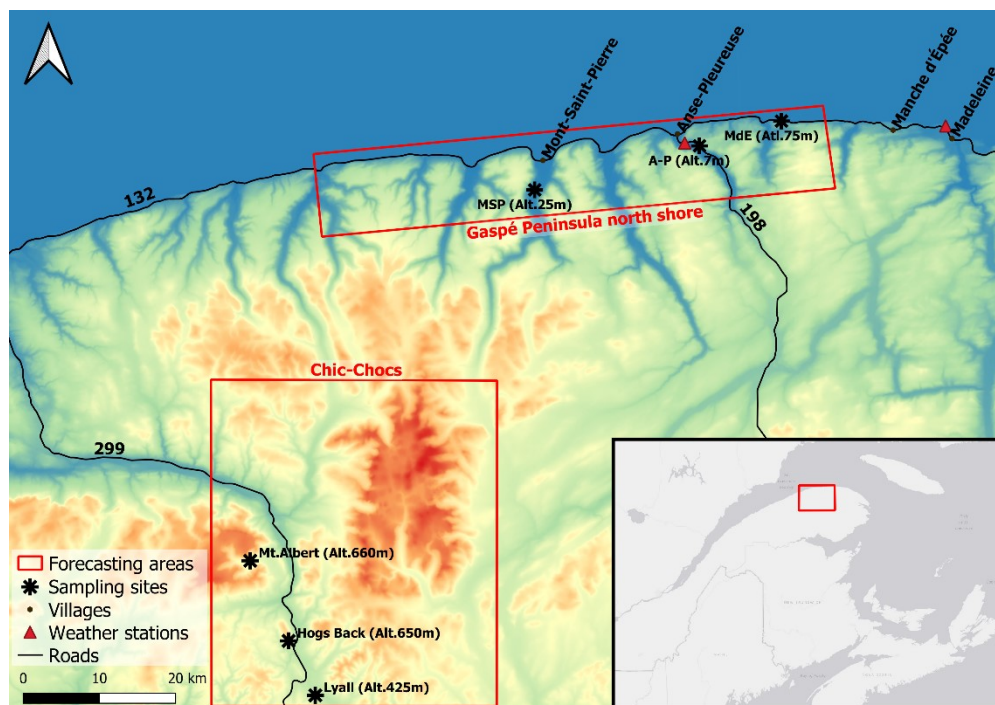 Mont-Saint-Pierre
Anse-Pleureuse
Manche d'Épée
Madeleine
MdE (Atl.75m)
A-P (Alt.7m)
132
MSP (Alt.25m)
198
Gaspé Peninsula north shore
Chic-Chocs
299
Mt.Albert (Alt.660m)
Hogs Back (Alt.650m)
Lyall (Alt.425m)
Forecasting areas
Sampling sites
Villages
Weather stations
Roads
0 10 20 km